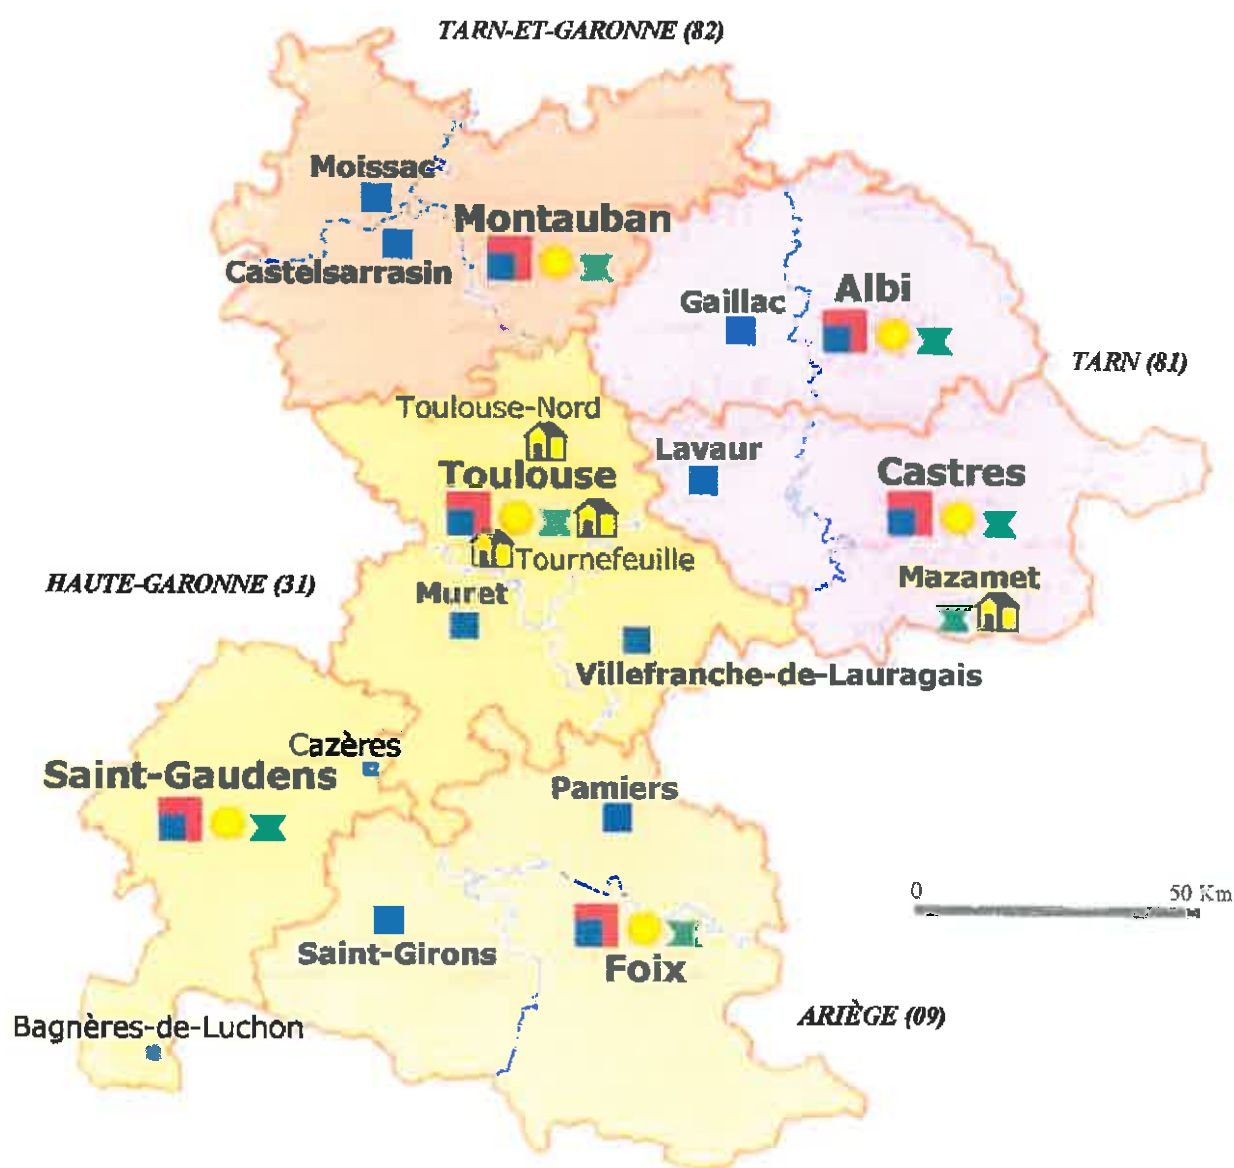 TARN-ET-GARONNE (82)
Moissac
Montauban
Castelsarrasin
Gaillac
Albi
TARN (81)
Toulouse-Nord
Lavaur
Toulouse
Castres
Tournefeuille
HAUTE-GARONNE (31)
Mazamet
Muret
Villefranche-de-Lauragais
Cazères
Saint-Gaudens
Pamiers
0 50 Km
Saint-Girons
Foix
ARIÈGE (09)
Bagnères-de-Luchon